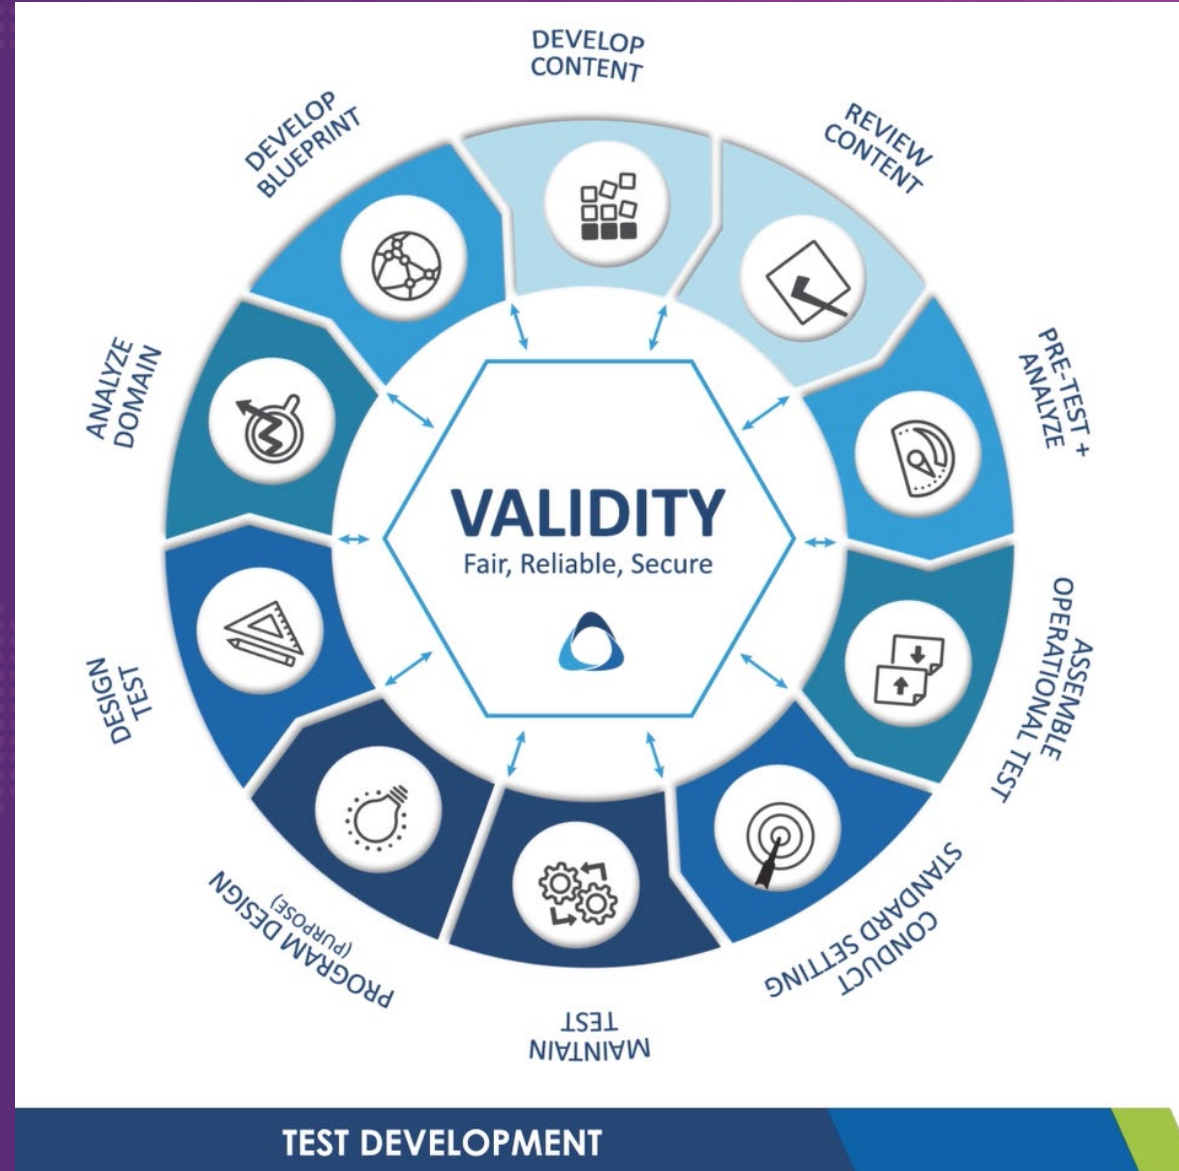 DEVELOP
CONTENT
REVIEW
CONTENT
PRE-TEST +
ANALYZE
ASSEMBLE
OPERATIONAL TEST
CONDUCT
STANDARD SETTING
MAINTAIN
TEST
PROGRAM DESIGN
(PURPOSE)
DESIGN
TEST
ANALYZE
DOMAIN
DEVELOP
BLUEPRINT
VALIDITY
Fair, Reliable, Secure
TEST DEVELOPMENT